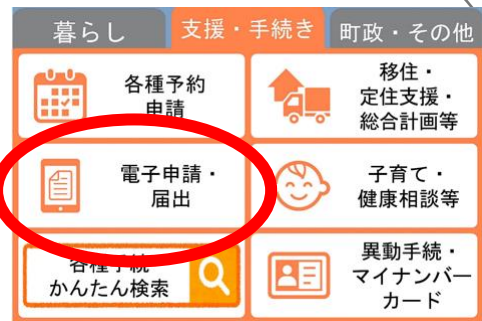 暮らし
支援・手続き
町政・その他
各種予約
申請
移住・
定住支援・
総合計画等
電子申請・
届出
子育て・
健康相談等
各種手続
かんたん検索
異動手続・
マイナンバー
カード